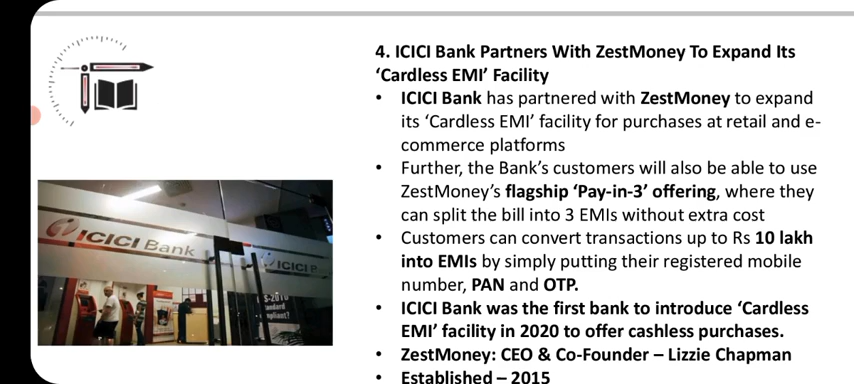 4. ICICI Bank Partners With ZestMoney To Expand Its
‘Cardless EMI’ Facility
• ICICI Bank has partnered with ZestMoney to expand
its ‘Cardless EMI’ facility for purchases at retail and e-
commerce platforms
• Further, the Bank’s customers will also be able to use
ZestMoney’s flagship ‘Pay-in-3’ offering, where they
can split the bill into 3 EMIs without extra cost
• Customers can convert transactions up to Rs 10 lakh
into EMIs by simply putting their registered mobile
number, PAN and OTP.
• ICICI Bank was the first bank to introduce ‘Cardless
EMI’ facility in 2020 to offer cashless purchases.
• ZestMoney: CEO & Co-Founder – Lizzie Chapman
• Established – 2015
ICICI Bank
ICICI